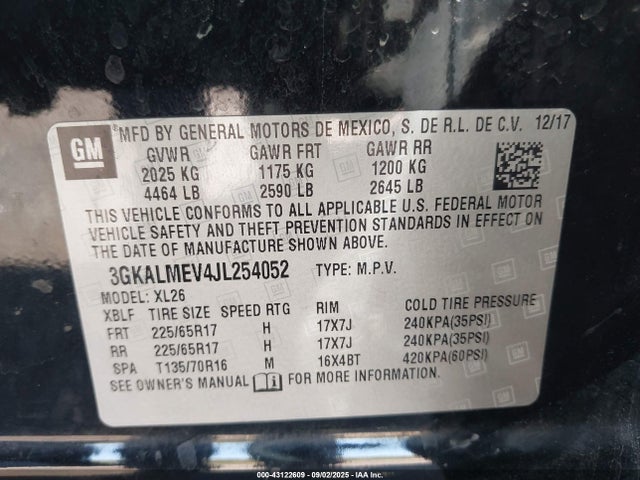 GM
®MFD BY GENERAL MOTORS DE MEXICO, S. DE R.L. DE C.V. 12/17
GVWR GAWR FRT GAWR RR
2025 KG 1175 KG 1200 KG
4464 LB 2590 LB 2645 LB
THIS VEHICLE CONFORMS TO ALL APPLICABLE U.S. FEDERAL MOTOR
VEHICLE SAFETY AND THEFT PREVENTION STANDARDS IN EFFECT ON
THE DATE OF MANUFACTURE SHOWN ABOVE.
3GKALMEV4JL254052 TYPE: M.P.V.
MODEL: XL26
XBLF TIRE SIZE SPEED RTG RIM COLD TIRE PRESSURE
FRT 225/65R17 H 17X7J 240KPA(35PSI)
RR 225/65R17 H 17X7J 240KPA(35PSI)
SPA T135/70R16 M 16X4BT 420KPA(60PSI)
SEE OWNER'S MANUAL FOR MORE INFORMATION
MADE IN MEXICO
000-43122609 - 09/02/2025 - IAA Inc.